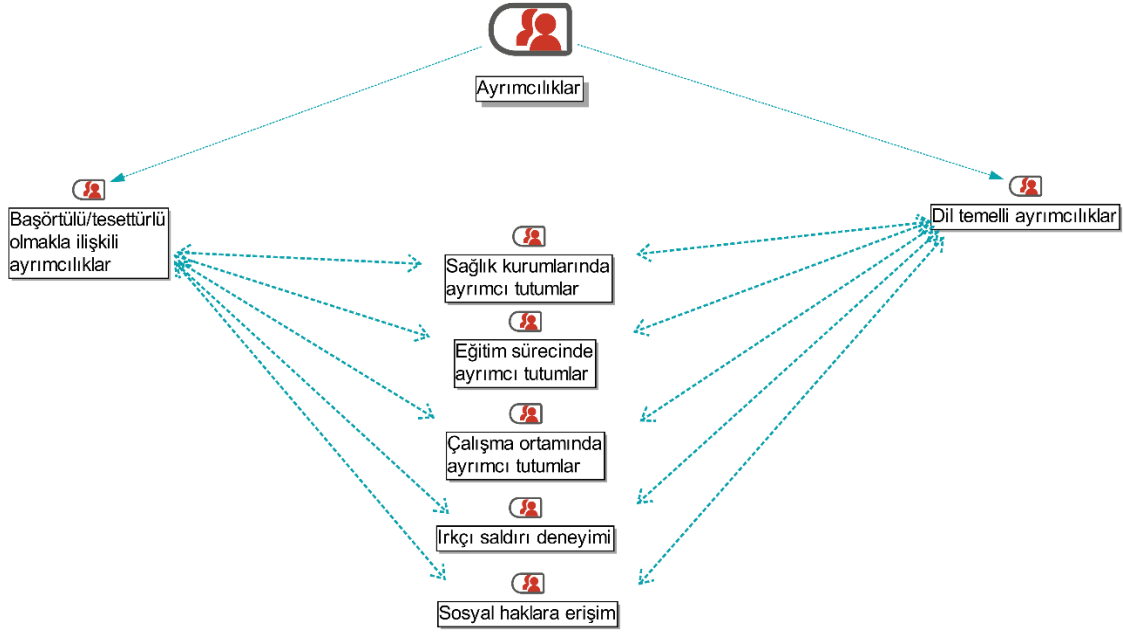 Ayrımcılıklar
Başörtülü/tesettürlü
olmakla ilişkili
ayrımcılıklar
Dil temelli ayrımcılıklar
Sağlık kurumlarında
ayrımcı tutumlar
Eğitim sürecinde
ayrımcı tutumlar
Çalışma ortamında
ayrımcı tutumlar
Irkçı saldırı deneyimi
Sosyal haklara erişim